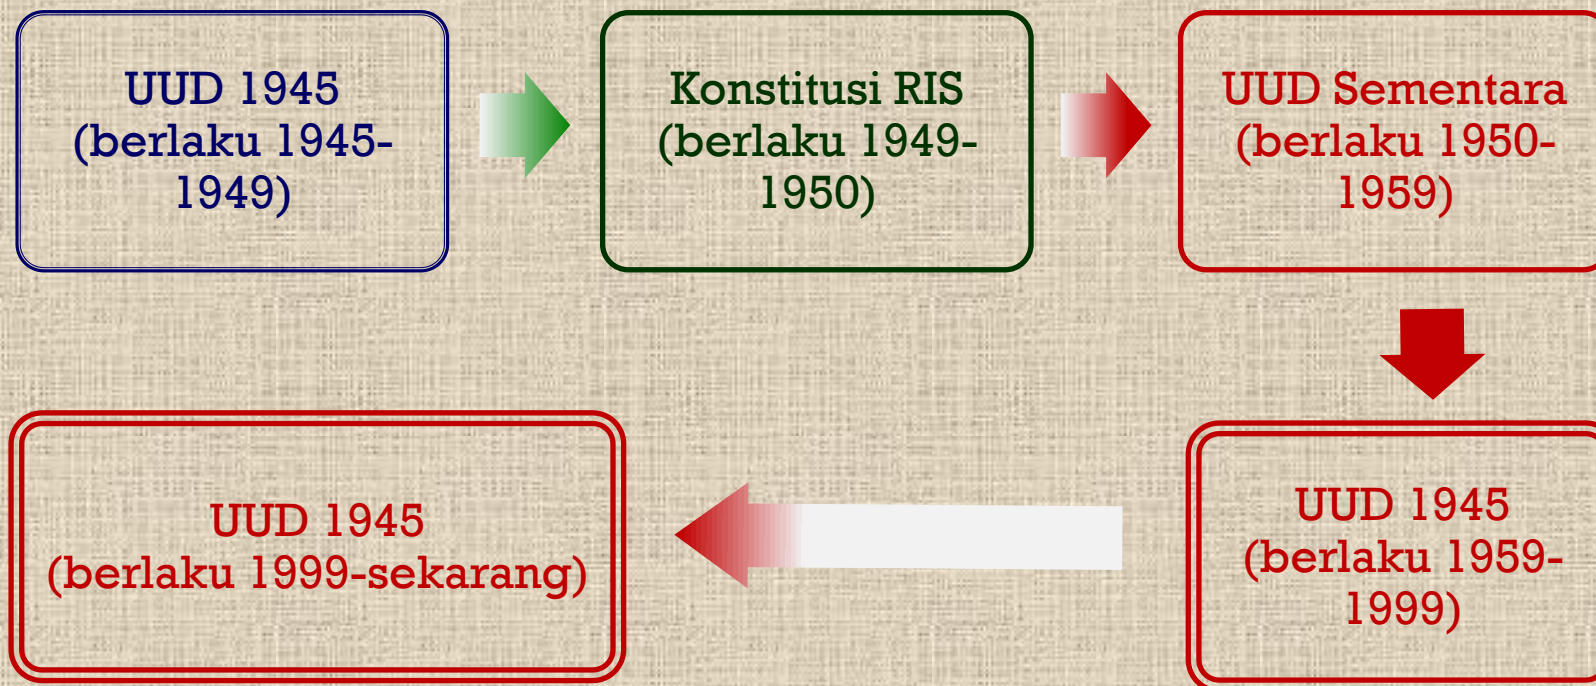 UUD 1945
(berlaku 1945-
1949)
Konstitusi RIS
(berlaku 1949-
1950)
UUD Sementara
(berlaku 1950-
1959)
UUD 1945
(berlaku 1959-
1999)
UUD 1945
(berlaku 1999-sekarang)